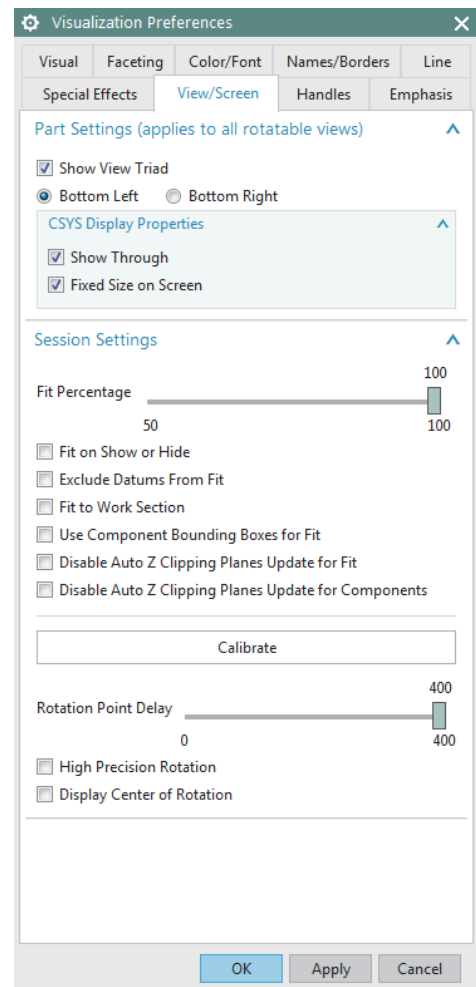 Visualization Preferences
Visual Faceting Color/Font Names/Borders Line
Special Effects View/Screen Handles Emphasis
Part Settings (applies to all rotatable views)
Show View Triad
Bottom Left Bottom Right
CSYS Display Properties
Show Through
Fixed Size on Screen
Session Settings
100
Fit Percentage
50 100
Fit on Show or Hide
Exclude Datums From Fit
Fit to Work Section
Use Component Bounding Boxes for Fit
Disable Auto Z Clipping Planes Update for Fit
Disable Auto Z Clipping Planes Update for Components
Calibrate
400
Rotation Point Delay
0 400
High Precision Rotation
Display Center of Rotation
OK Apply Cancel